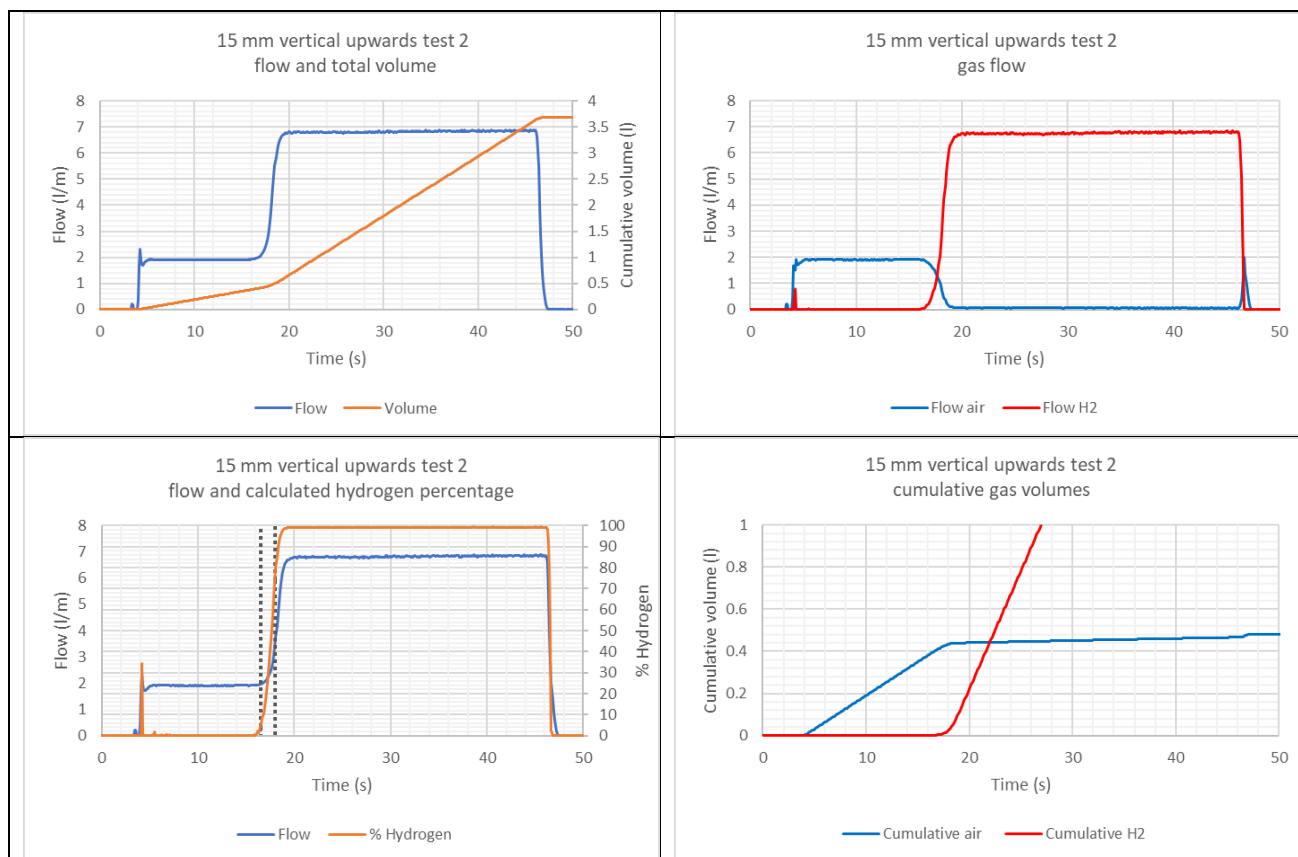 15 mm vertical upwards test 2
flow and total volume
8
7
6
5
4
3
2
1
0
Flow (l/m)
4
3.5
3
2.5
2
1.5
1
0.5
0
Cumulative volume (l)
0 10 20 30 40 50
Time (s)
Flow Volume
15 mm vertical upwards test 2
gas flow
8
7
6
5
4
3
2
1
0
Flow (l/m)
0 10 20 30 40 50
Time (s)
Flow air Flow H2
15 mm vertical upwards test 2
flow and calculated hydrogen percentage
8
7
6
5
4
3
2
1
0
Flow (l/m)
100
90
80
70
60
50
40
30
20
10
0
% Hydrogen
0 10 20 30 40 50
Time (s)
Flow % Hydrogen
15 mm vertical upwards test 2
cumulative gas volumes
1
0.8
0.6
0.4
0.2
0
Cumulative volume (l)
0 10 20 30 40 50
Time (s)
Cumulative air Cumulative H2